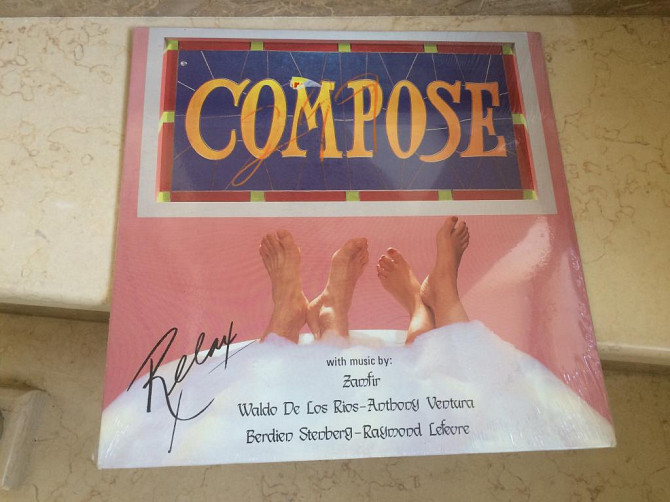 COMPOSE
Relax
with music by:
Zamfir
Waldo De Los Rios-Anthony Ventura
Berdien Stenberg-Raymond Lefevre